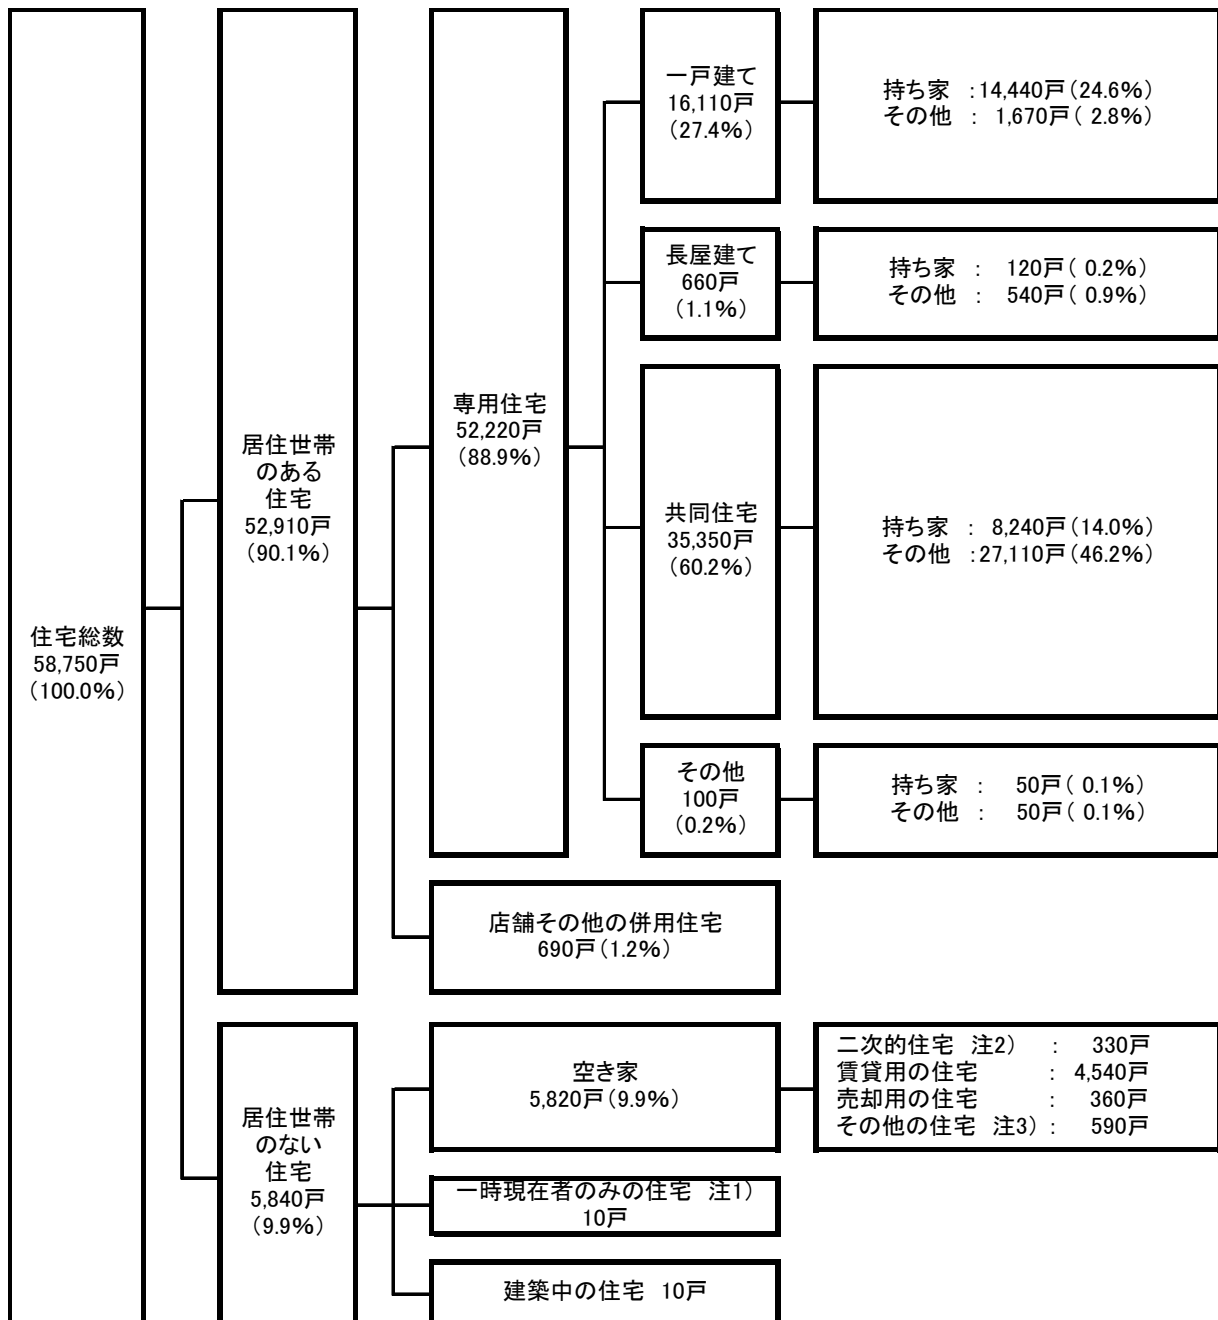 住宅総数
58,750戸
（100.0%）
居住世帯
のある
住宅
52,910戸
（90.1%）
専用住宅
52,220戸
（88.9%）
一戸建て
16,110戸
（27.4%）
持ち家 ：14,440戸（24.6%）
その他 ： 1,670戸（ 2.8%）
長屋建て
660戸
（1.1%）
持ち家 ： 120戸（ 0.2%）
その他 ： 540戸（ 0.9%）
共同住宅
35,350戸
（60.2%）
持ち家 ： 8,240戸（14.0%）
その他 ：27,110戸（46.2%）
その他
100戸
（0.2%）
持ち家 ： 50戸（ 0.1%）
その他 ： 50戸（ 0.1%）
店舗その他の併用住宅
690戸（1.2%）
居住世帯
のない
住宅
5,840戸
（9.9%）
空き家
5,820戸（9.9%）
二次的住宅 注2） ： 330戸
賃貸用の住宅 ： 4,540戸
売却用の住宅 ： 360戸
その他の住宅 注3）： 590戸
一時現在者のみの住宅 注1）
10戸
建築中の住宅 10戸